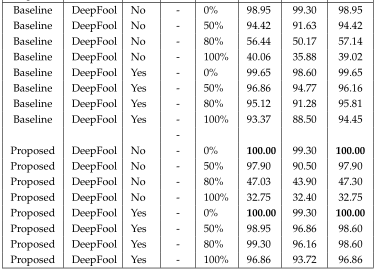 Baseline DeepFool No - 0% 98.95 99.30 98.95
Baseline DeepFool No - 50% 94.42 91.63 94.42
Baseline DeepFool No - 80% 56.44 50.17 57.14
Baseline DeepFool No - 100% 40.06 35.88 39.02
Baseline DeepFool Yes - 0% 99.65 98.60 99.65
Baseline DeepFool Yes - 50% 96.86 94.77 96.16
Baseline DeepFool Yes - 80% 95.12 91.28 95.81
Baseline DeepFool Yes - 100% 93.37 88.50 94.45
-
Proposed DeepFool No - 0% 100.00 99.30 100.00
Proposed DeepFool No - 50% 97.90 90.50 97.90
Proposed DeepFool No - 80% 47.03 43.90 47.30
Proposed DeepFool No - 100% 32.75 32.40 32.75
Proposed DeepFool Yes - 0% 100.00 99.30 100.00
Proposed DeepFool Yes - 50% 98.95 96.86 98.60
Proposed DeepFool Yes - 80% 99.30 96.16 98.60
Proposed DeepFool Yes - 100% 96.86 93.72 96.86